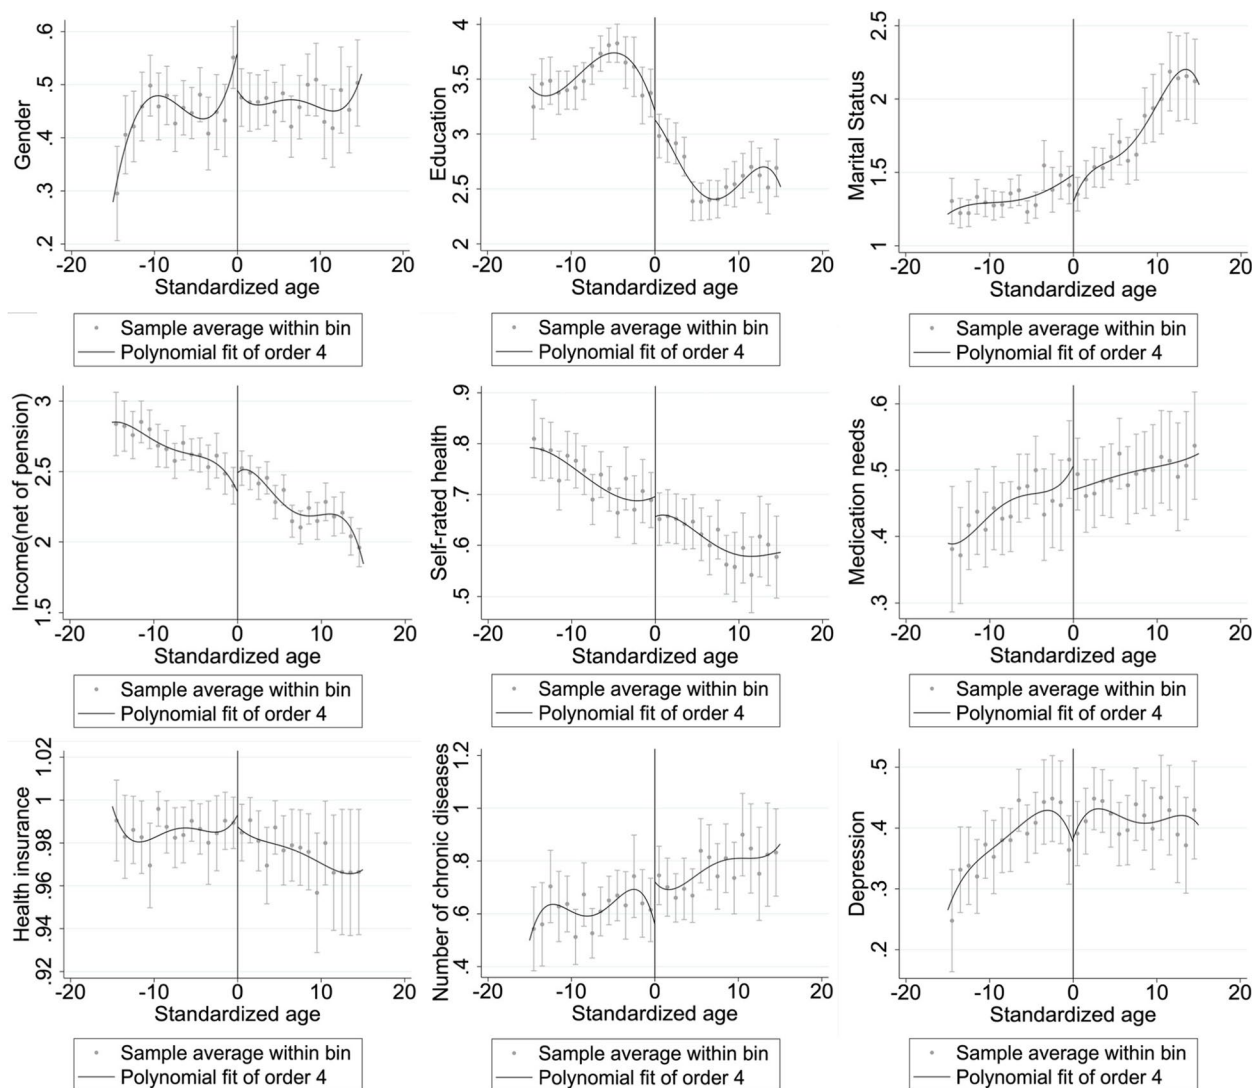 Gender
.6
.5
.4
.3
.2
-20 -10 0 10 20
Standardized age
Sample average within bin
Polynomial fit of order 4
Education
4
3.5
3
2.5
2
-20 -10 0 10 20
Standardized age
Sample average within bin
Polynomial fit of order 4
Marital Status
2.5
2
1.5
1
-20 -10 0 10 20
Standardized age
Sample average within bin
Polynomial fit of order 4
Income(net of pension)
3
2.5
2
1.5
-20 -10 0 10 20
Standardized age
Sample average within bin
Polynomial fit of order 4
Self-rated health
.9
.8
.7
.6
.5
-20 -10 0 10 20
Standardized age
Sample average within bin
Polynomial fit of order 4
Medication needs
.6
.5
.4
.3
-20 -10 0 10 20
Standardized age
Sample average within bin
Polynomial fit of order 4
Health insurance
1.02
1
.98
.96
.94
.92
-20 -10 0 10 20
Standardized age
Sample average within bin
Polynomial fit of order 4
Number of chronic diseases
1.2
1
.8
.6
.4
-20 -10 0 10 20
Standardized age
Sample average within bin
Polynomial fit of order 4
Depression
.5
.4
.3
.2
-20 -10 0 10 20
Standardized age
Sample average within bin
Polynomial fit of order 4